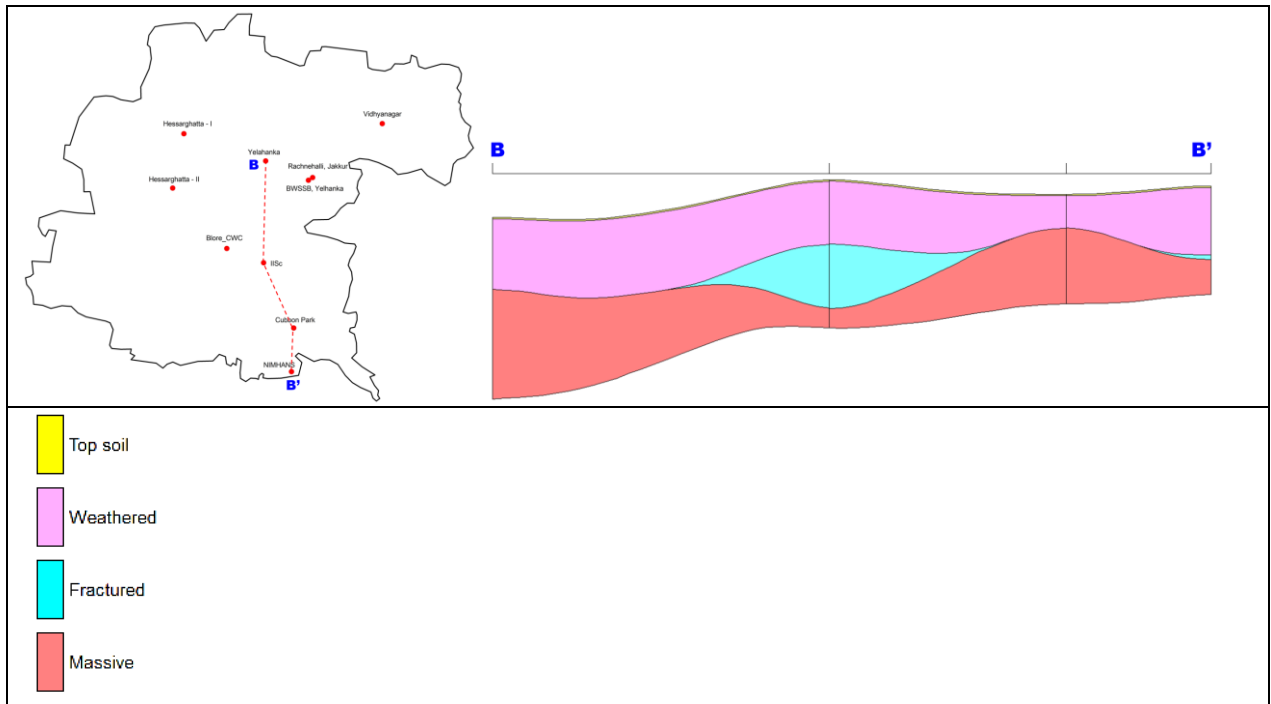 Vidhyanagar
Hessarghatta - I
Yelahanka
B
Rachnehalli, Jakkur
BWSSB, Yelhanka
Hessarghatta - II
Blore_CWC
IISc
Cubbon Park
NIMHANS
B'
B
B'
Top soil
Weathered
Fractured
Massive